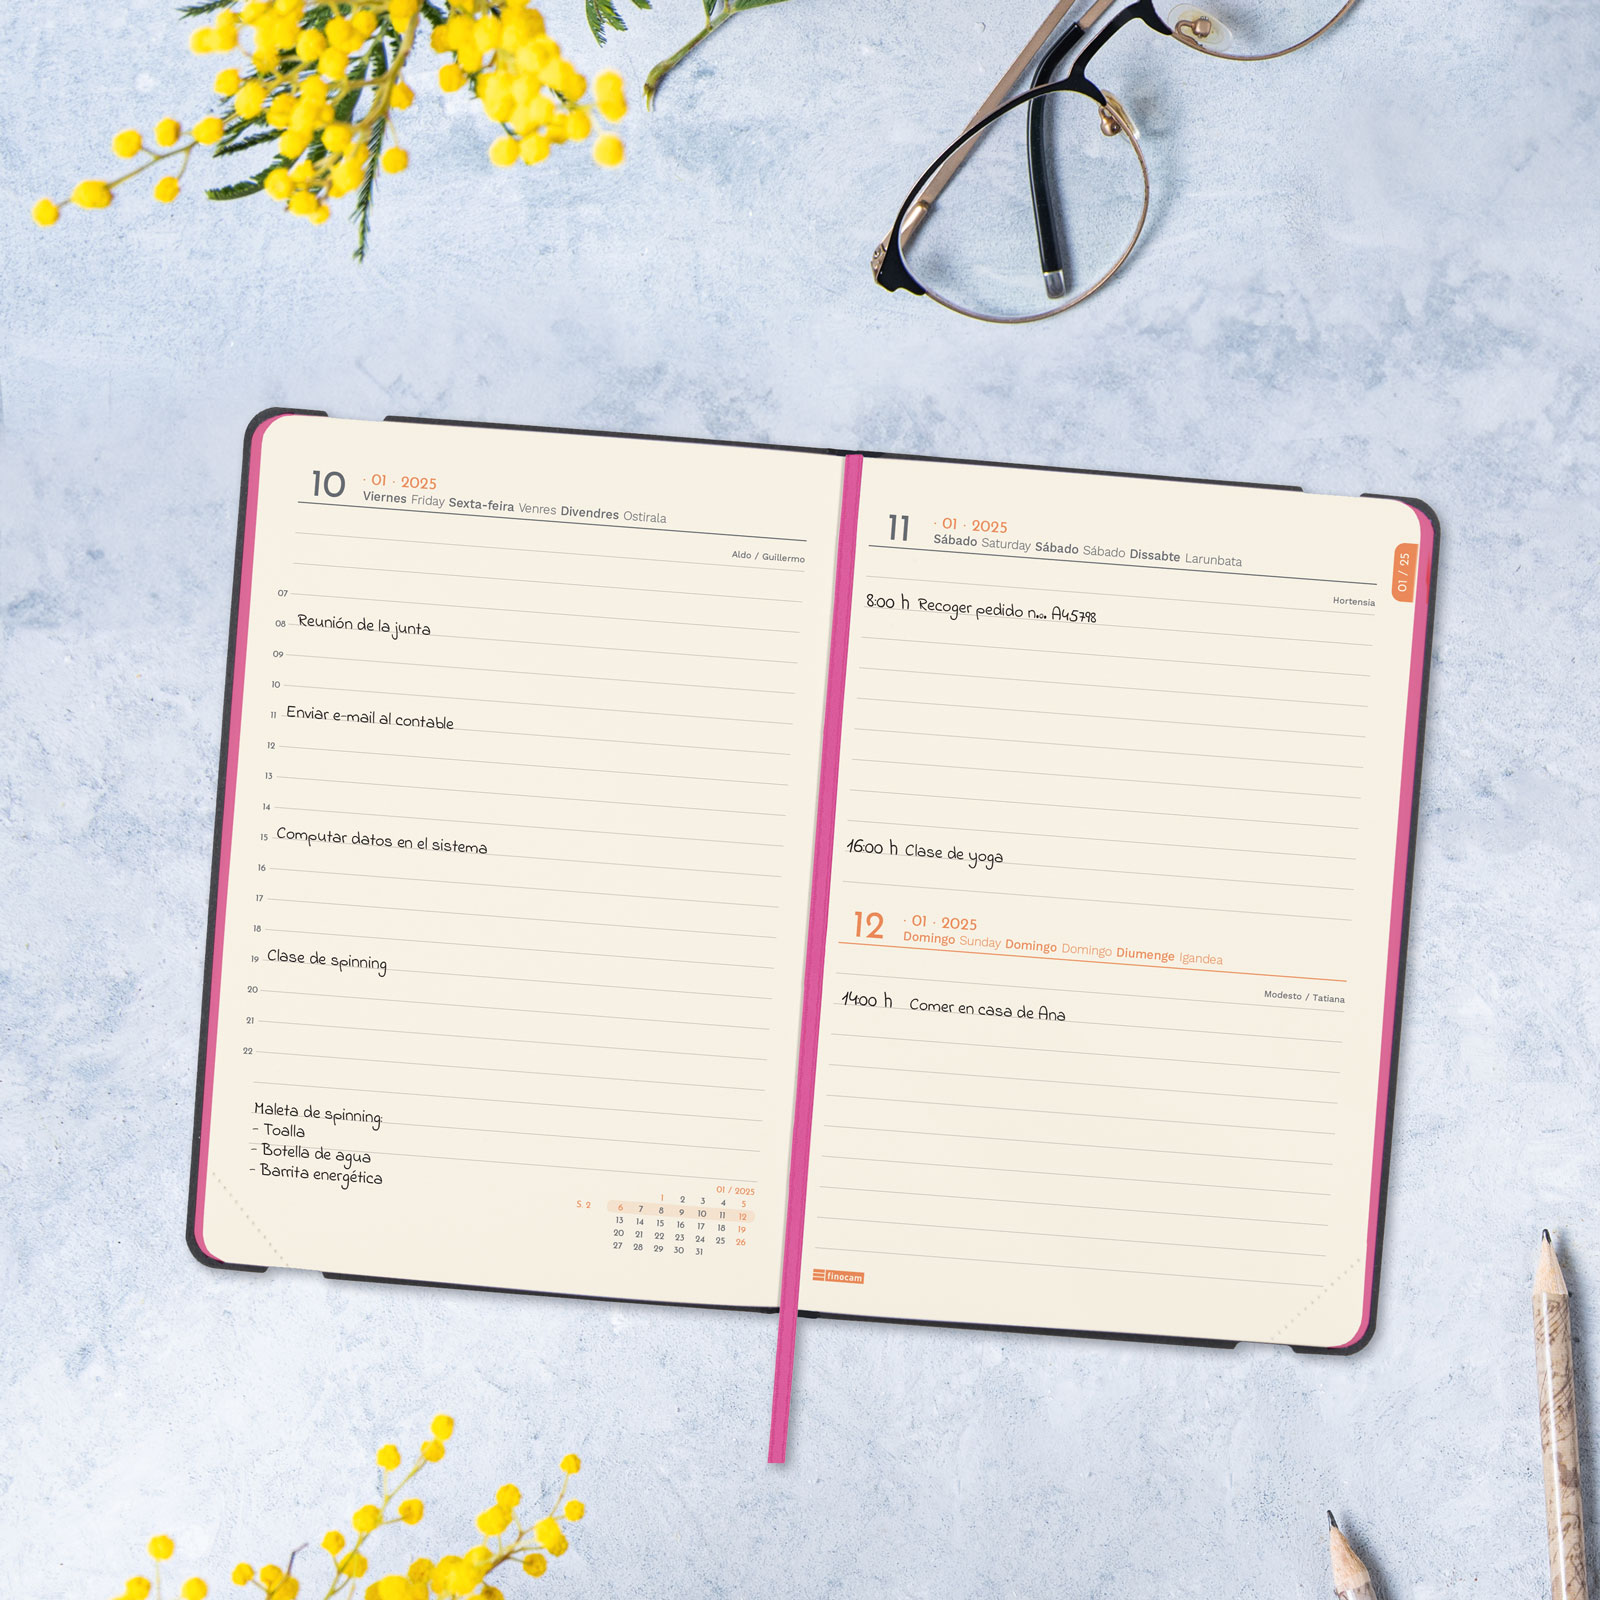 10 · 01 · 2025
Viernes Friday Sexta-feira Venres Divendres Ostirala
Aldo / Guillermo
07
08 Reunión de la junta
09
10
11 Enviar e-mail al contable
12
13
14
15 Computar datos en el sistema
16
17
18
19 Clase de spinning
20
21
22
Maleta de spinning:
- Toalla
- Botella de agua
- Barrita energética
01 / 2025
1 2 3 4 5
S. 2 6 7 8 9 10 11 12
13 14 15 16 17 18 19
20 21 22 23 24 25 26
27 28 29 30 31
11 · 01 · 2025
Sábado Saturday Sábado Sábado Dissabte Larunbata
01 / 25
Hortensia
8:00 h Recoger pedido n... A45798
16:00 h Clase de yoga
12 · 01 · 2025
Domingo Sunday Domingo Domingo Diumenge Igandea
Modesto / Tatiana
14:00 h Comer en casa de Ana
finocam